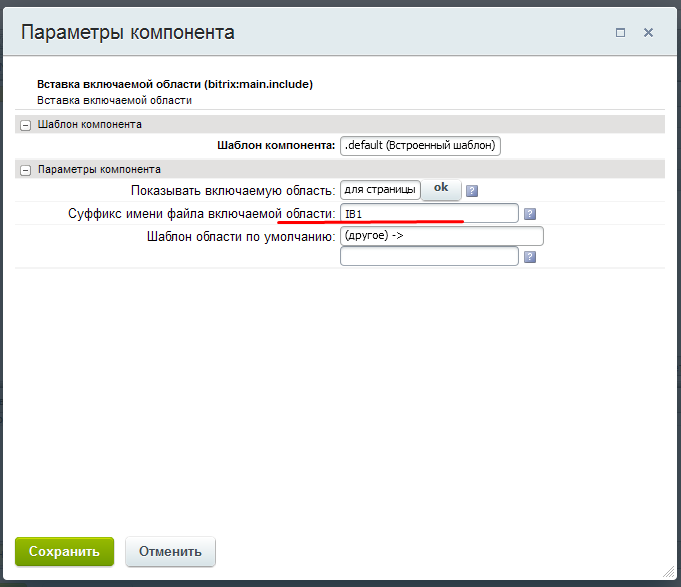 Параметры компонента
Вставка включаемой области (bitrix:main.include)
Вставка включаемой области
Шаблон компонента
Шаблон компонента: .default (Встроенный шаблон)
Параметры компонента
Показывать включаемую область: для страницы ok ?
Суффикс имени файла включаемой области: IB1 ?
Шаблон области по умолчанию: (другое) ->
?
Сохранить Отменить